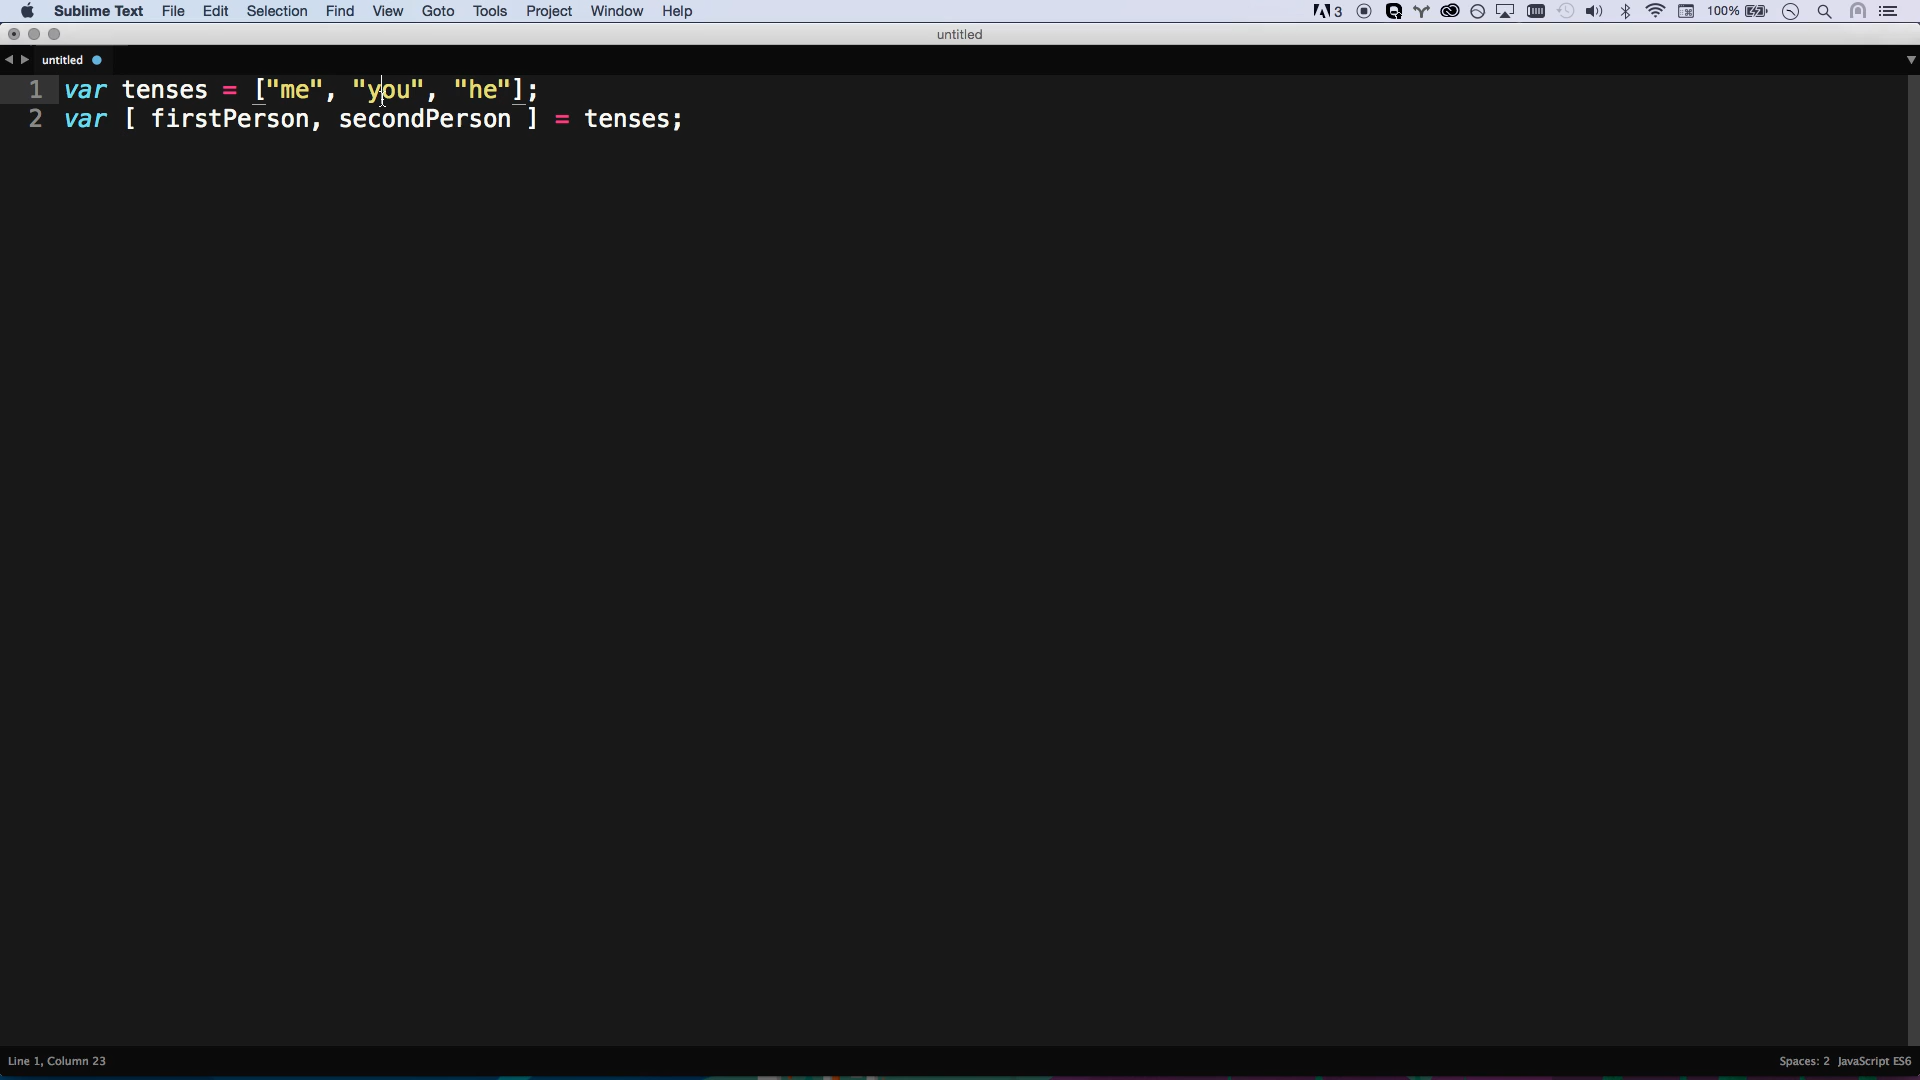 Sublime Text File Edit Selection Find View Goto Tools Project Window Help 3 100%
untitled
untitled
1 var tenses = ["me", "you", "he"];
2 var [ firstPerson, secondPerson ] = tenses;
Line 1, Column 23 Spaces: 2 JavaScript ES6